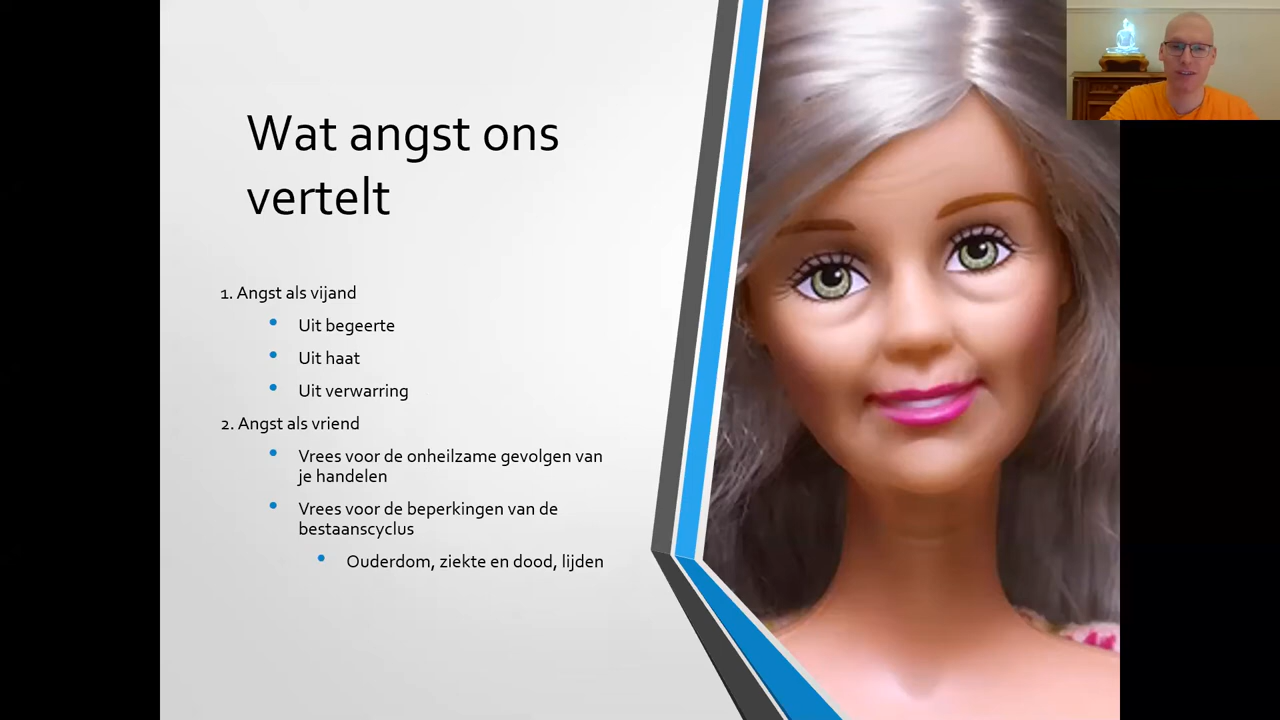 Wat angst ons
vertelt
1. Angst als vijand
• Uit begeerte
• Uit haat
• Uit verwarring
2. Angst als vriend
• Vrees voor de onheilzame gevolgen van
je handelen
• Vrees voor de beperkingen van de
bestaanscyclus
• Ouderdom, ziekte en dood, lijden